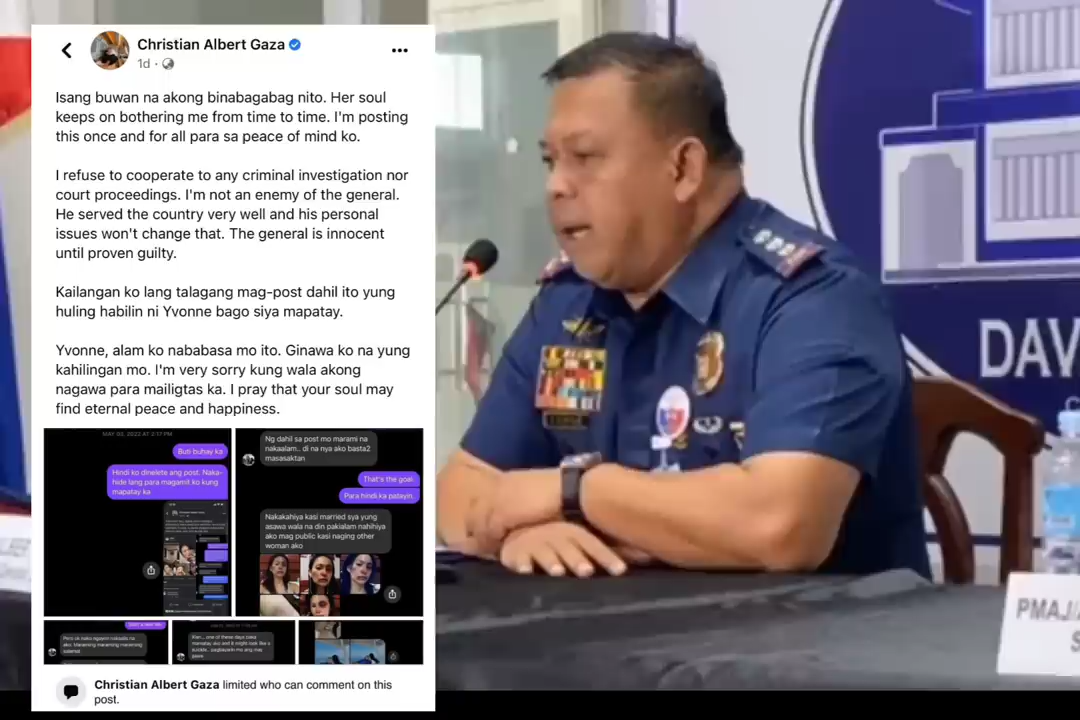 Christian Albert Gaza
1d
Isang buwan na akong binabagabag nito. Her soul
keeps on bothering me from time to time. I'm posting
this once and for all para sa peace of mind ko.
I refuse to cooperate to any criminal investigation nor
court proceedings. I'm not an enemy of the general.
He served the country very well and his personal
issues won't change that. The general is innocent
until proven guilty.
Kailangan ko lang talagang mag-post dahil ito yung
huling habilin ni Yvonne bago siya mapatay.
Yvonne, alam ko nababasa mo ito. Ginawa ko na yung
kahilingan mo. I'm very sorry kung wala akong
nagawa para mailigtas ka. I pray that your soul may
find eternal peace and happiness.
MAY 03, 2022 AT 2:17 PM
Buti buhay ka
Hindi ko dinelete ang post. Naka-
hide lang para magamit ko kung
mapatay ka
Ng dahil sa post mo marami na
nakaalam.. di na nya ako basta2
masasaktan
That's the goal
Para hindi ka patayin.
Nakakahiya kasi married sya yung
asawa wala na din pakialam nahihiya
ako mag public kasi naging other
woman ako
Christian Albert Gaza limited who can comment on this
post.
DAV
PMAJ